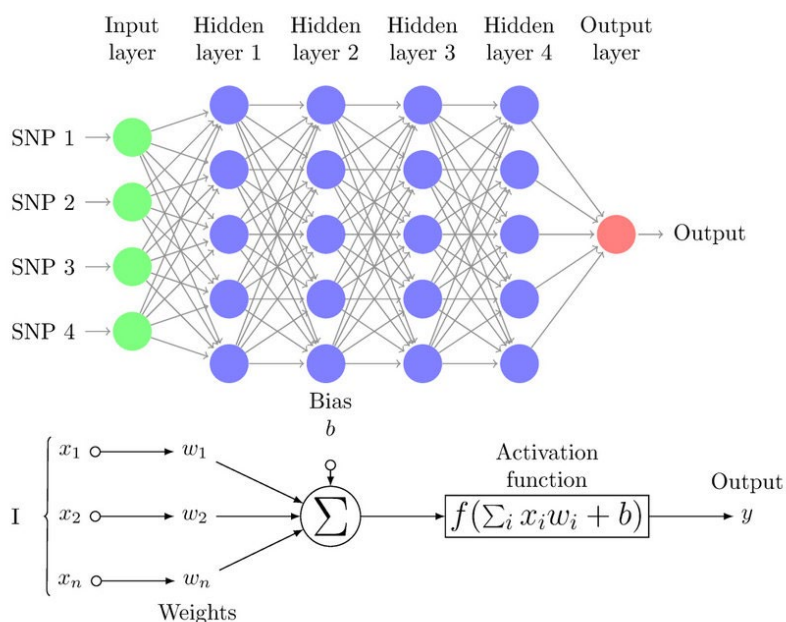 Input layer
Hidden layer 1
Hidden layer 2
Hidden layer 3
Hidden layer 4
Output layer
SNP 1
SNP 2
SNP 3
SNP 4
Output
Bias
b
I
x₁
w₁
x₂
w₂
xₙ
wₙ
Weights
∑
Activation
function
f(∑ᵢ xᵢwᵢ + b)
Output
y